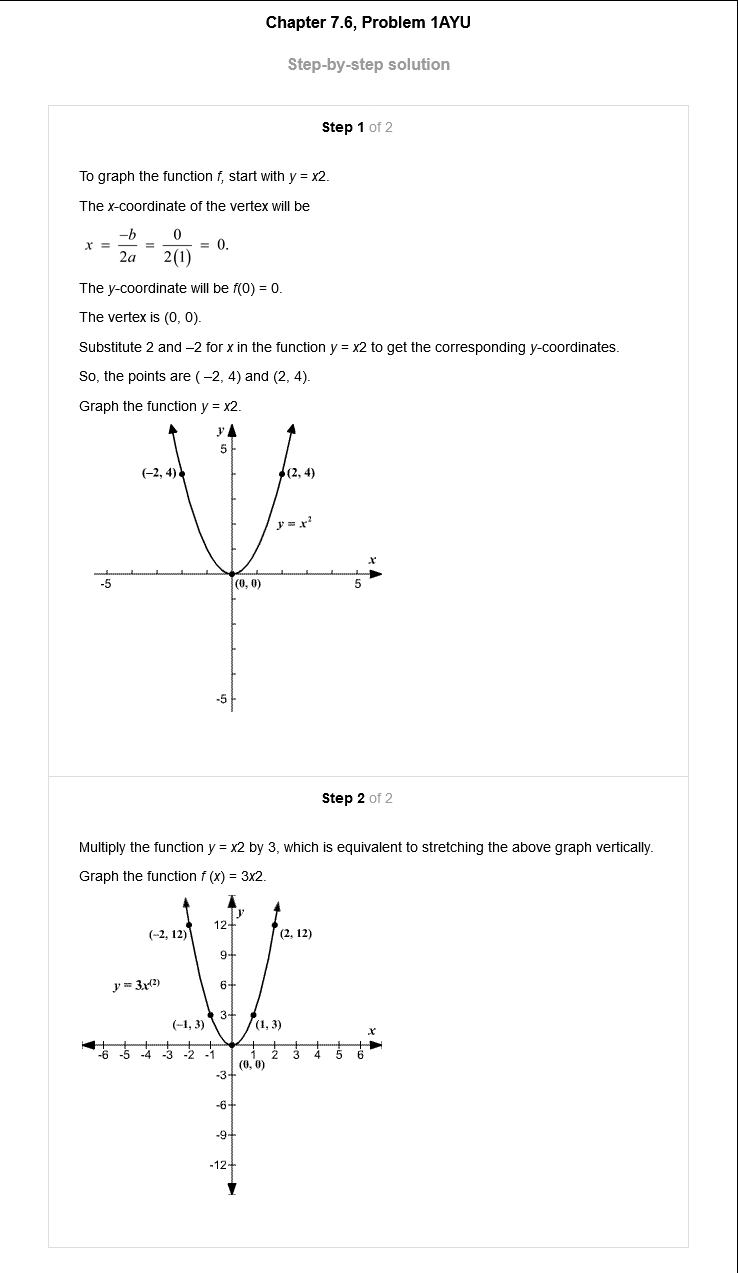 Chapter 7.6, Problem 1AYU
Step-by-step solution
Step 1 of 2
To graph the function f, start with y = x2.
The x-coordinate of the vertex will be
x = –b/2a = 0/2(1) = 0.
The y-coordinate will be f(0) = 0.
The vertex is (0, 0).
Substitute 2 and –2 for x in the function y = x2 to get the corresponding y-coordinates.
So, the points are ( –2, 4) and (2, 4).
Graph the function y = x2.
y
5
(–2, 4) (2, 4)
y = x²
x
-5 (0, 0) 5
-5
Step 2 of 2
Multiply the function y = x2 by 3, which is equivalent to stretching the above graph vertically.
Graph the function f (x) = 3x2.
y
12
(–2, 12) (2, 12)
9
y = 3x⁽²⁾ 6
3
(–1, 3) (1, 3)
x
-6 -5 -4 -3 -2 -1 1 2 3 4 5 6
(0, 0)
-3
-6
-9
-12